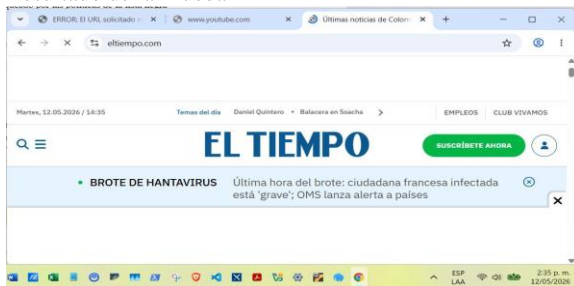 ERROR: El URL solicitado n
www.youtube.com
Últimas noticias de Colom
eltiempo.com
Martes, 12.05.2026 / 14:35
Temas del día
Daniel Quintero • Balacera en Soacha
EMPLEOS
CLUB VIVAMOS
EL TIEMPO
SUSCRÍBETE AHORA
• BROTE DE HANTAVIRUS
Última hora del brote: ciudadana francesa infectada
está 'grave'; OMS lanza alerta a países
ESP
LAA
2:35 p. m.
12/05/2026